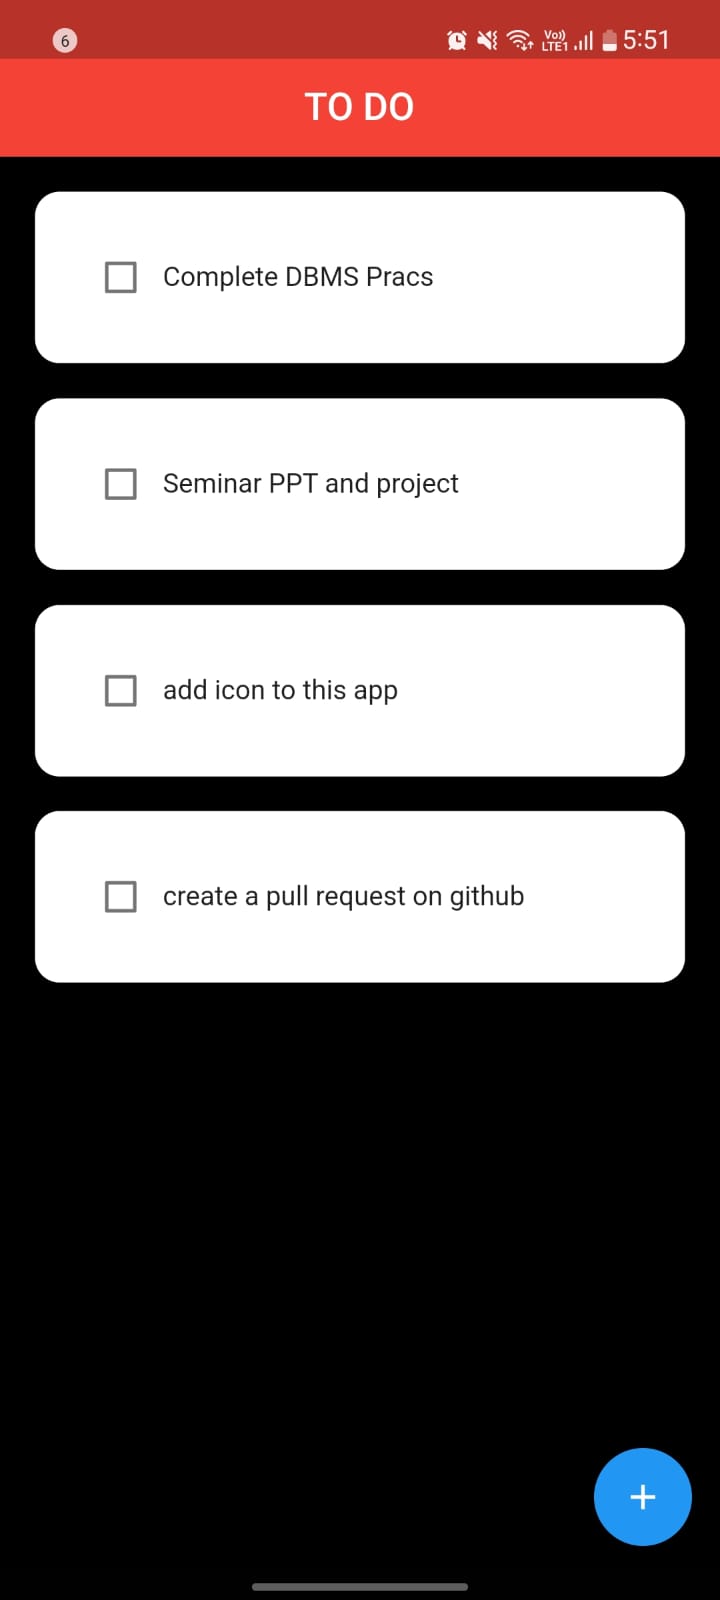 6
Vo)) LTE1 5:51
TO DO
Complete DBMS Pracs
Seminar PPT and project
add icon to this app
create a pull request on github
+